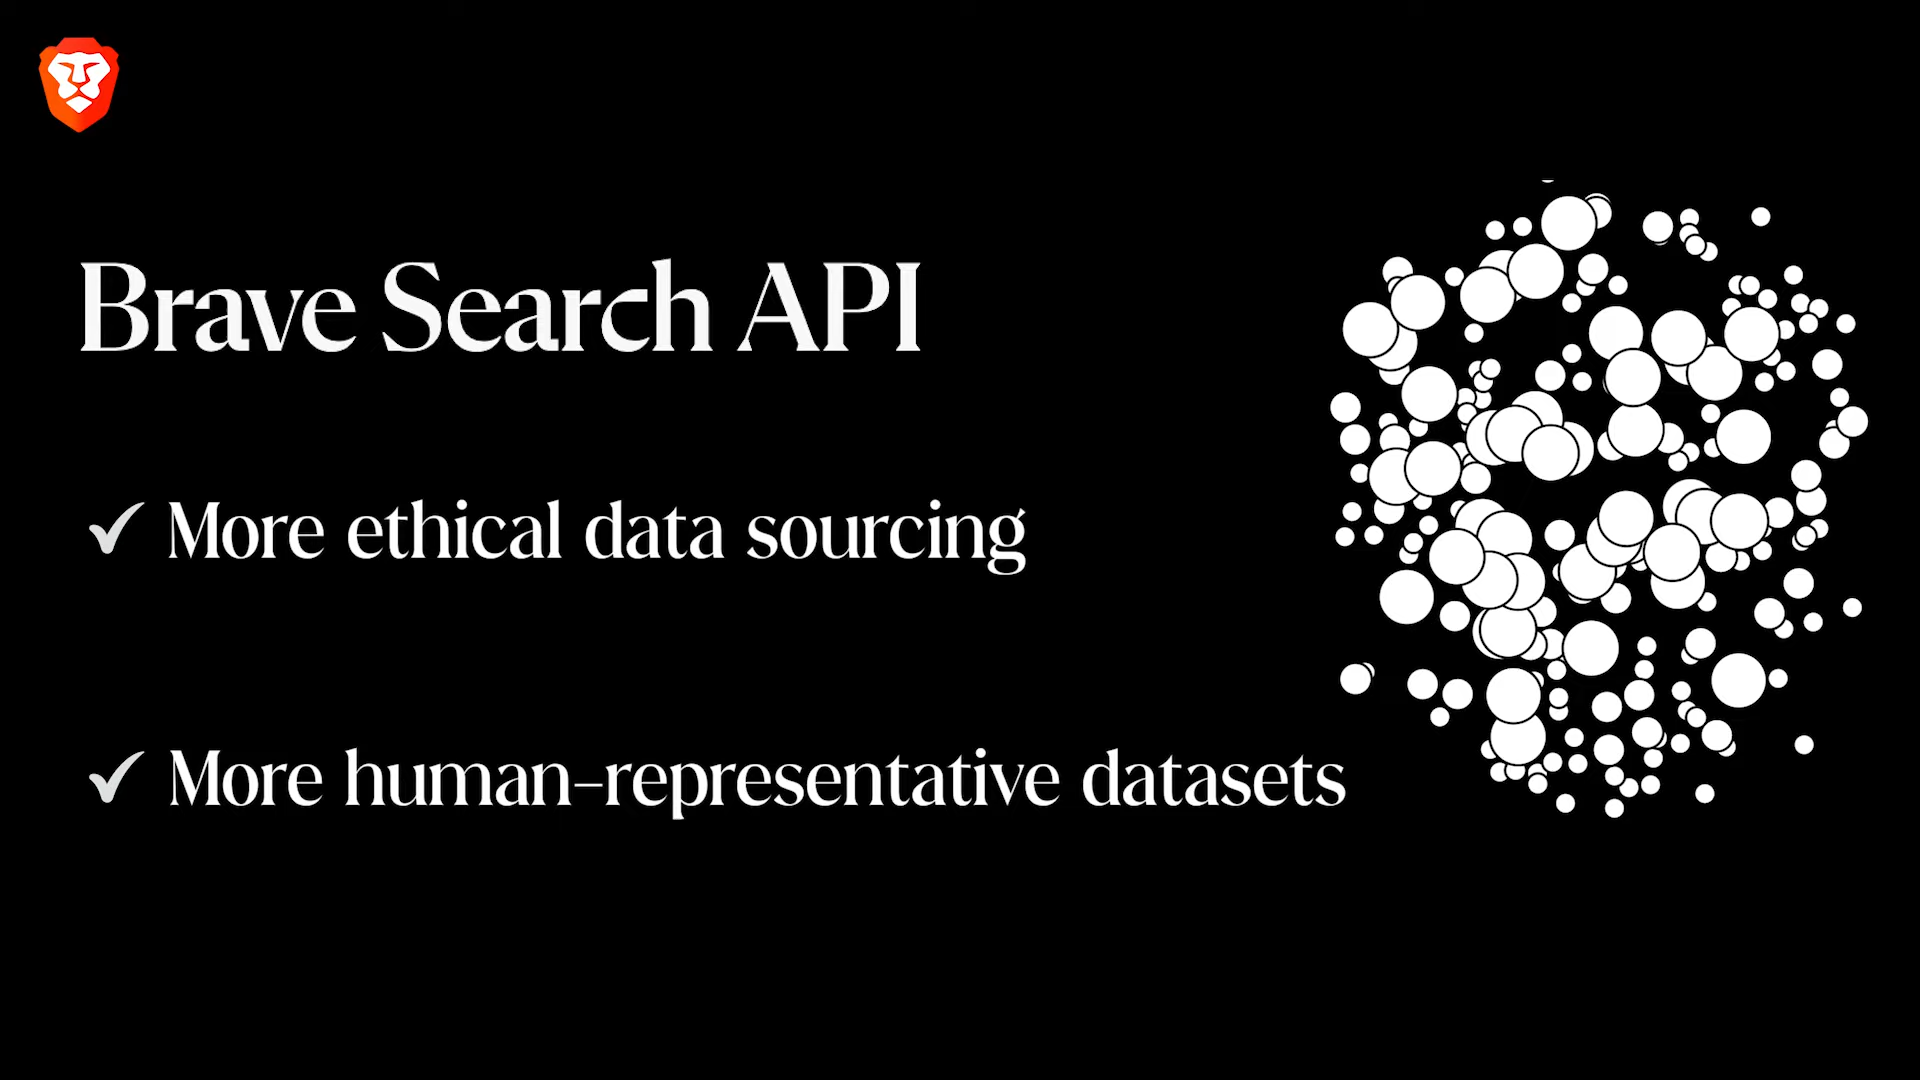 Brave Search API
✓ More ethical data sourcing
✓ More human-representative datasets